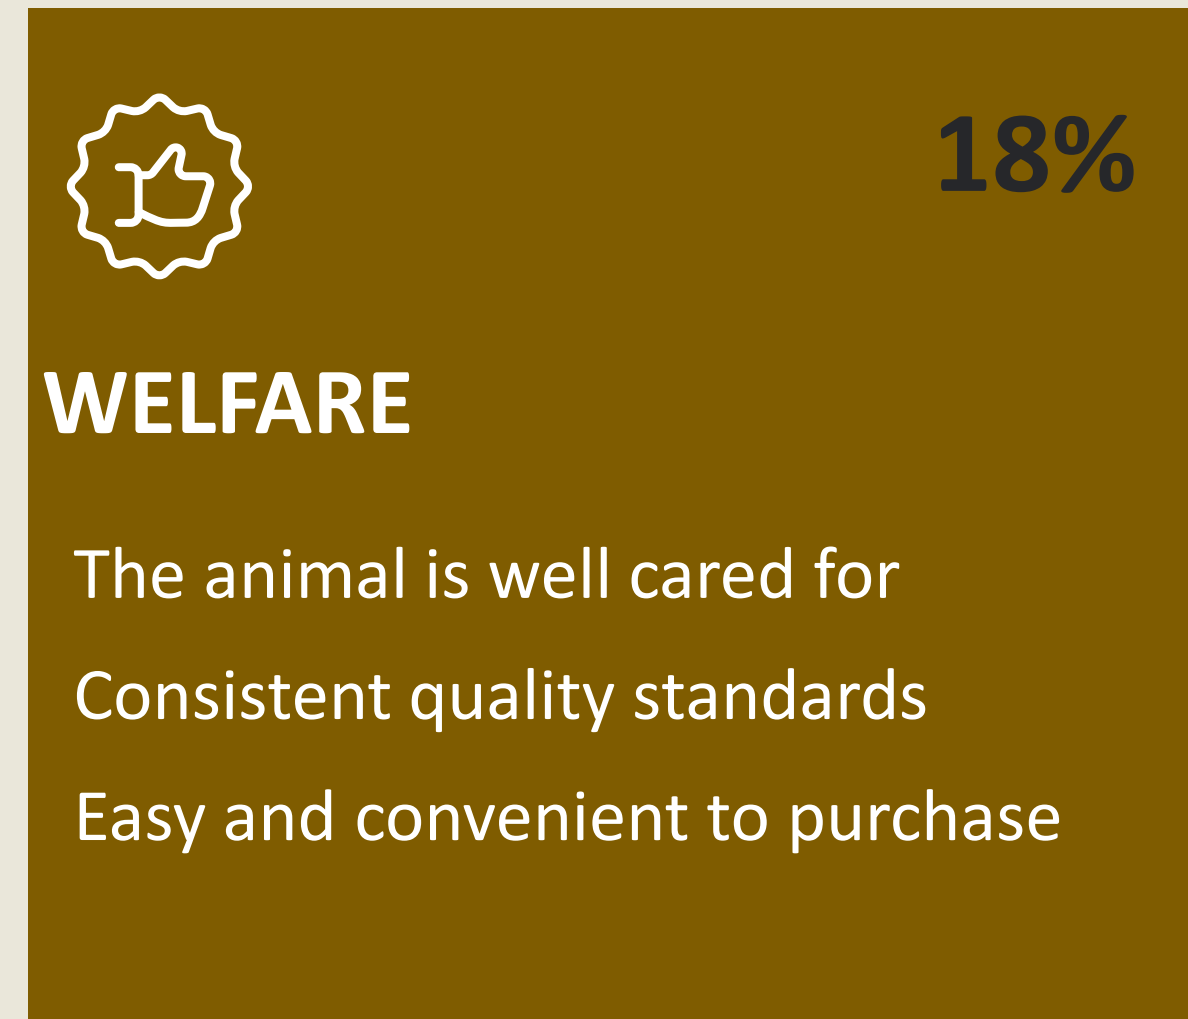 18%
WELFARE
The animal is well cared for
Consistent quality standards
Easy and convenient to purchase